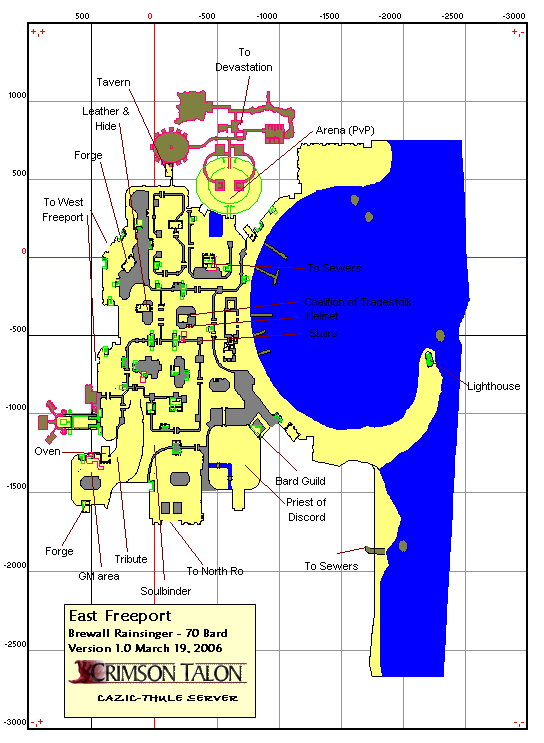 500
0
-500
-1000
-1500
-2000
-2500
-3000
To
Devastation
Tavern
1000
Leather &
Hide
Arena (PvP)
Forge
500
To West
Freeport
0
To Sewers
Coalition of Tradesfolk
Helmet
Stairs
-500
Lighthouse
-1000
Oven
Bard Guild
-1500
Priest of
Discord
Forge
Tribute
GM area
To North Ro
To Sewers
-2000
Soulbinder
East Freeport
Brewall Rainsinger - 70 Bard
Version 1.0 March 19, 2006
CRIMSON TALON
CAZIC-THULE SERVER
-2500
-3000